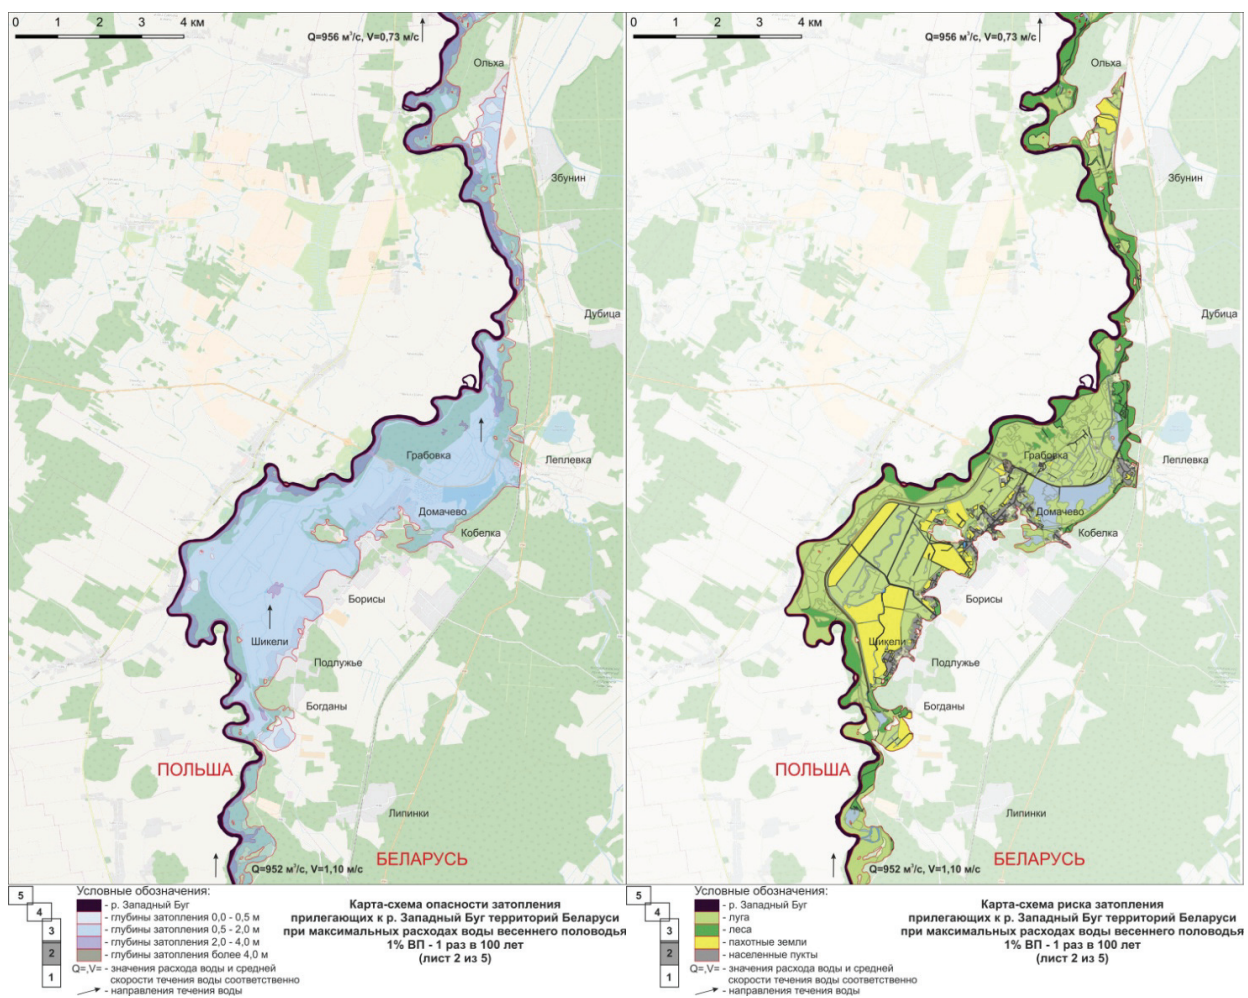 0 1 2 3 4 км
Q=956 м³/с, V=0,73 м/с
Ольха
Збунин
Дубица
Грабовка
Леплевка
Домачево
Кобелка
Борисы
Шикели
Подлужье
Богданы
ПОЛЬША
Липинки
БЕЛАРУСЬ
Q=952 м³/с, V=1,10 м/с
5
4
3
2
1
Условные обозначения:
- р. Западный Буг
- глубины затопления 0,0 - 0,5 м
- глубины затопления 0,5 - 2,0 м
- глубины затопления 2,0 - 4,0 м
- глубины затопления более 4,0 м
Q=,V= - значения расхода воды и средней
скорости течения воды соответственно
- направления течения воды
Карта-схема опасности затопления
прилегающих к р. Западный Буг территорий Беларуси
при максимальных расходах воды весеннего половодья
1% ВП - 1 раз в 100 лет
(лист 2 из 5)
0 1 2 3 4 км
Q=956 м³/с, V=0,73 м/с
Ольха
Збунин
Дубица
Грабовка
Леплевка
Домачево
Кобелка
Борисы
Шикели
Подлужье
Богданы
ПОЛЬША
Липинки
БЕЛАРУСЬ
Q=952 м³/с, V=1,10 м/с
5
4
3
2
1
Условные обозначения:
- р. Западный Буг
- луга
- леса
- пахотные земли
- населенные пукты
Q=,V= - значения расхода воды и средней
скорости течения воды соответственно
- направления течения воды
Карта-схема риска затопления
прилегающих к р. Западный Буг территорий Беларуси
при максимальных расходах воды весеннего половодья
1% ВП - 1 раз в 100 лет
(лист 2 из 5)